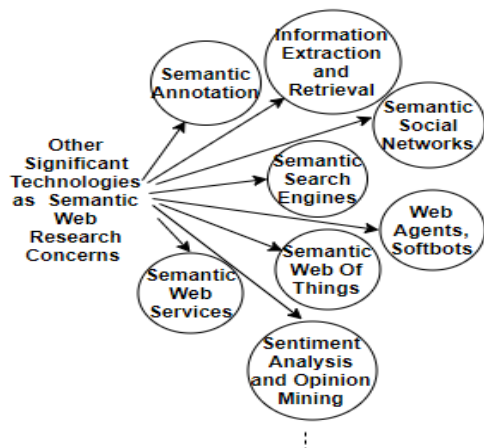 Information
Extraction
and
Retrieval
Semantic
Annotation
Semantic
Social
Networks
Other
Significant
Technologies
as Semantic
Web
Research
Concerns
Semantic
Search
Engines
Web
Agents,
Softbots
Semantic
Web Of
Things
Semantic
Web
Services
Sentiment
Analysis
and Opinion
Mining